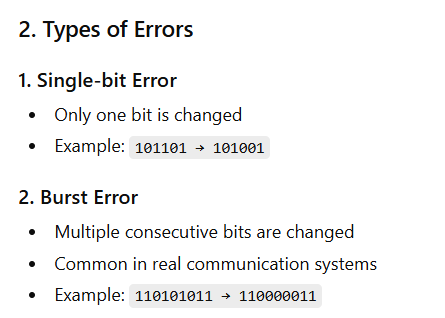 2. Types of Errors
1. Single-bit Error
• Only one bit is changed
• Example: 101101 → 101001
2. Burst Error
• Multiple consecutive bits are changed
• Common in real communication systems
• Example: 110101011 → 110000011